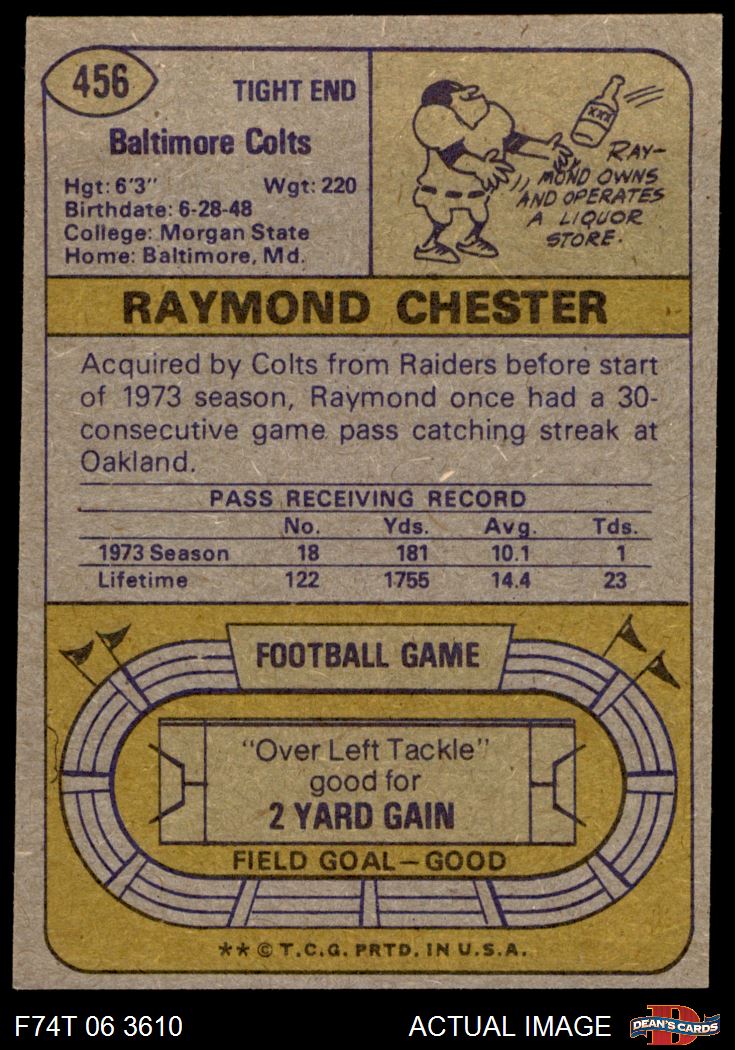 456
TIGHT END
Baltimore Colts
Hgt: 6'3" Wgt: 220
Birthdate: 6-28-48
College: Morgan State
Home: Baltimore, Md.
XXX
RAY-
MOND OWNS
AND OPERATES
A LIQUOR
STORE.
RAYMOND CHESTER
Acquired by Colts from Raiders before start
of 1973 season, Raymond once had a 30-
consecutive game pass catching streak at
Oakland.
PASS RECEIVING RECORD
No. Yds. Avg. Tds.
1973 Season 18 181 10.1 1
Lifetime 122 1755 14.4 23
FOOTBALL GAME
"Over Left Tackle"
good for
2 YARD GAIN
FIELD GOAL—GOOD
** © T.C.G. PRTD. IN U.S.A.
F74T 06 3610 ACTUAL IMAGE
D
DEAN'S CARDS